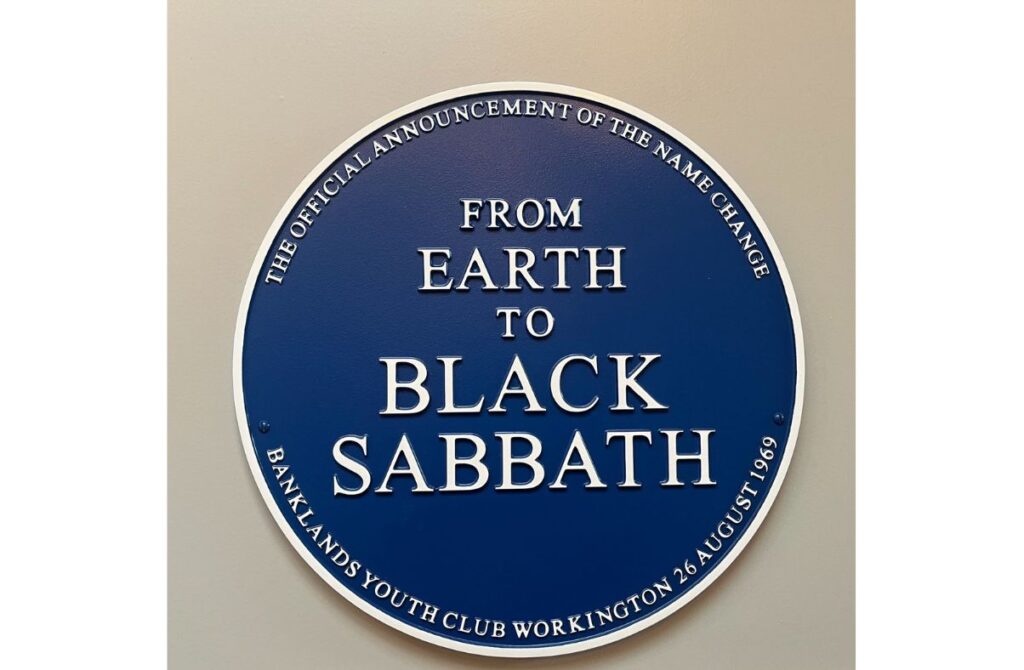 THE OFFICIAL ANNOUNCEMENT OF THE NAME CHANGE
FROM
EARTH
TO
BLACK
SABBATH
BANKLANDS YOUTH CLUB WORKINGTON 26 AUGUST 1969